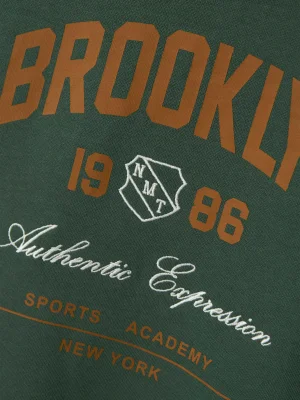 BROOKLY
19 NMT 86
Authentic Expression
SPORTS ACADEMY
NEW YORK